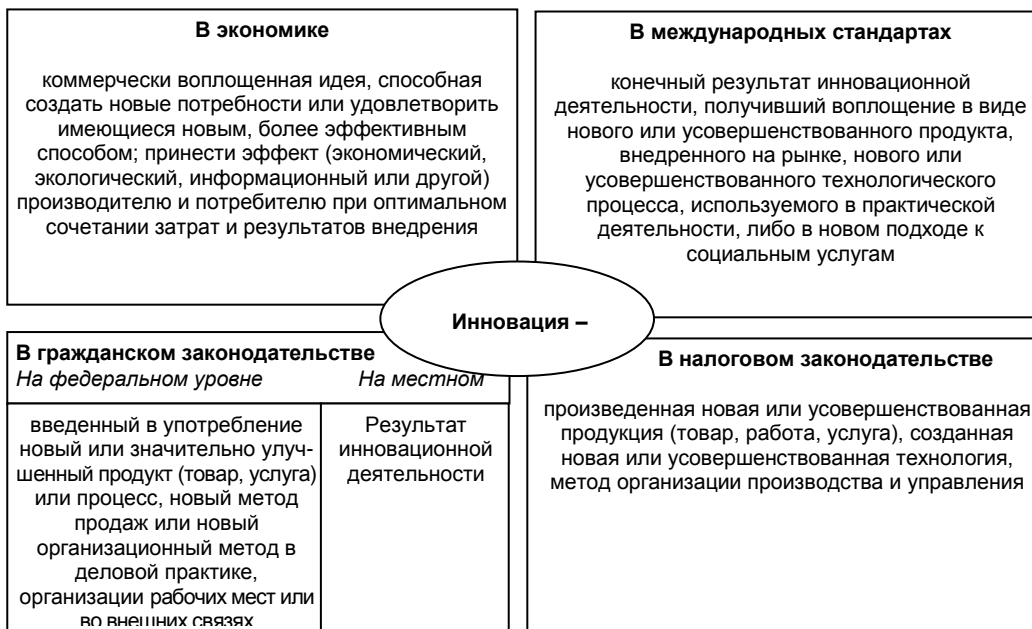 В экономике
коммерчески воплощенная идея, способная
создать новые потребности или удовлетворить
имеющиеся новым, более эффективным
способом; принести эффект (экономический,
экологический, информационный или другой)
производителю и потребителю при оптимальном
сочетании затрат и результатов внедрения
В международных стандартах
конечный результат инновационной
деятельности, получивший воплощение в виде
нового или усовершенствованного продукта,
внедренного на рынке, нового или
усовершенствованного технологического
процесса, используемого в практической
деятельности, либо в новом подходе к
социальным услугам
Инновация –
В гражданском законодательстве
На федеральном уровне На местном
введенный в употребление
новый или значительно улуч-
шенный продукт (товар, услуга)
или процесс, новый метод
продаж или новый
организационный метод в
деловой практике,
организации рабочих мест или
во внешних связях
Результат
инновационной
деятельности
В налоговом законодательстве
произведенная новая или усовершенствованная
продукция (товар, работа, услуга), созданная
новая или усовершенствованная технология,
метод организации производства и управления